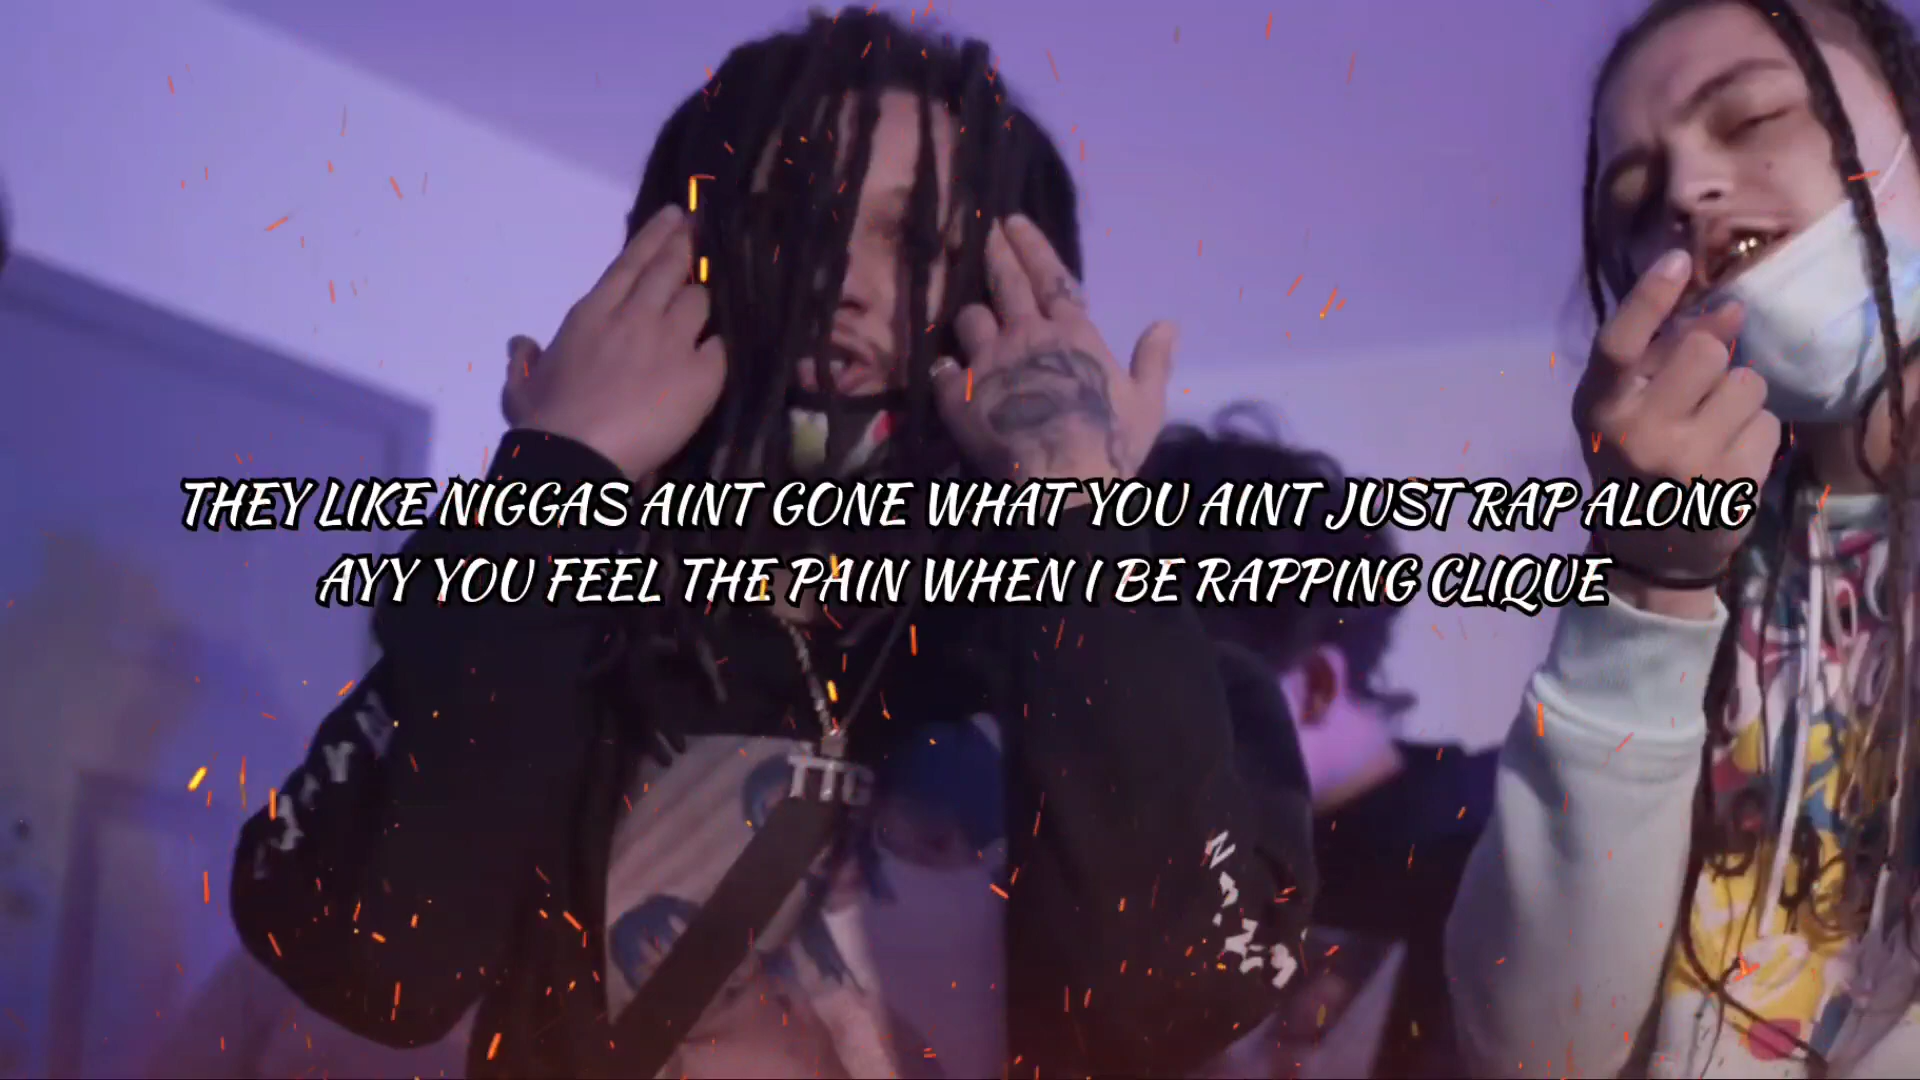 THEY LIKE NIGGAS AINT GONE WHAT YOU AINT JUST RAP ALONG
AYY YOU FEEL THE PAIN WHEN I BE RAPPING CLIQUE
TTG